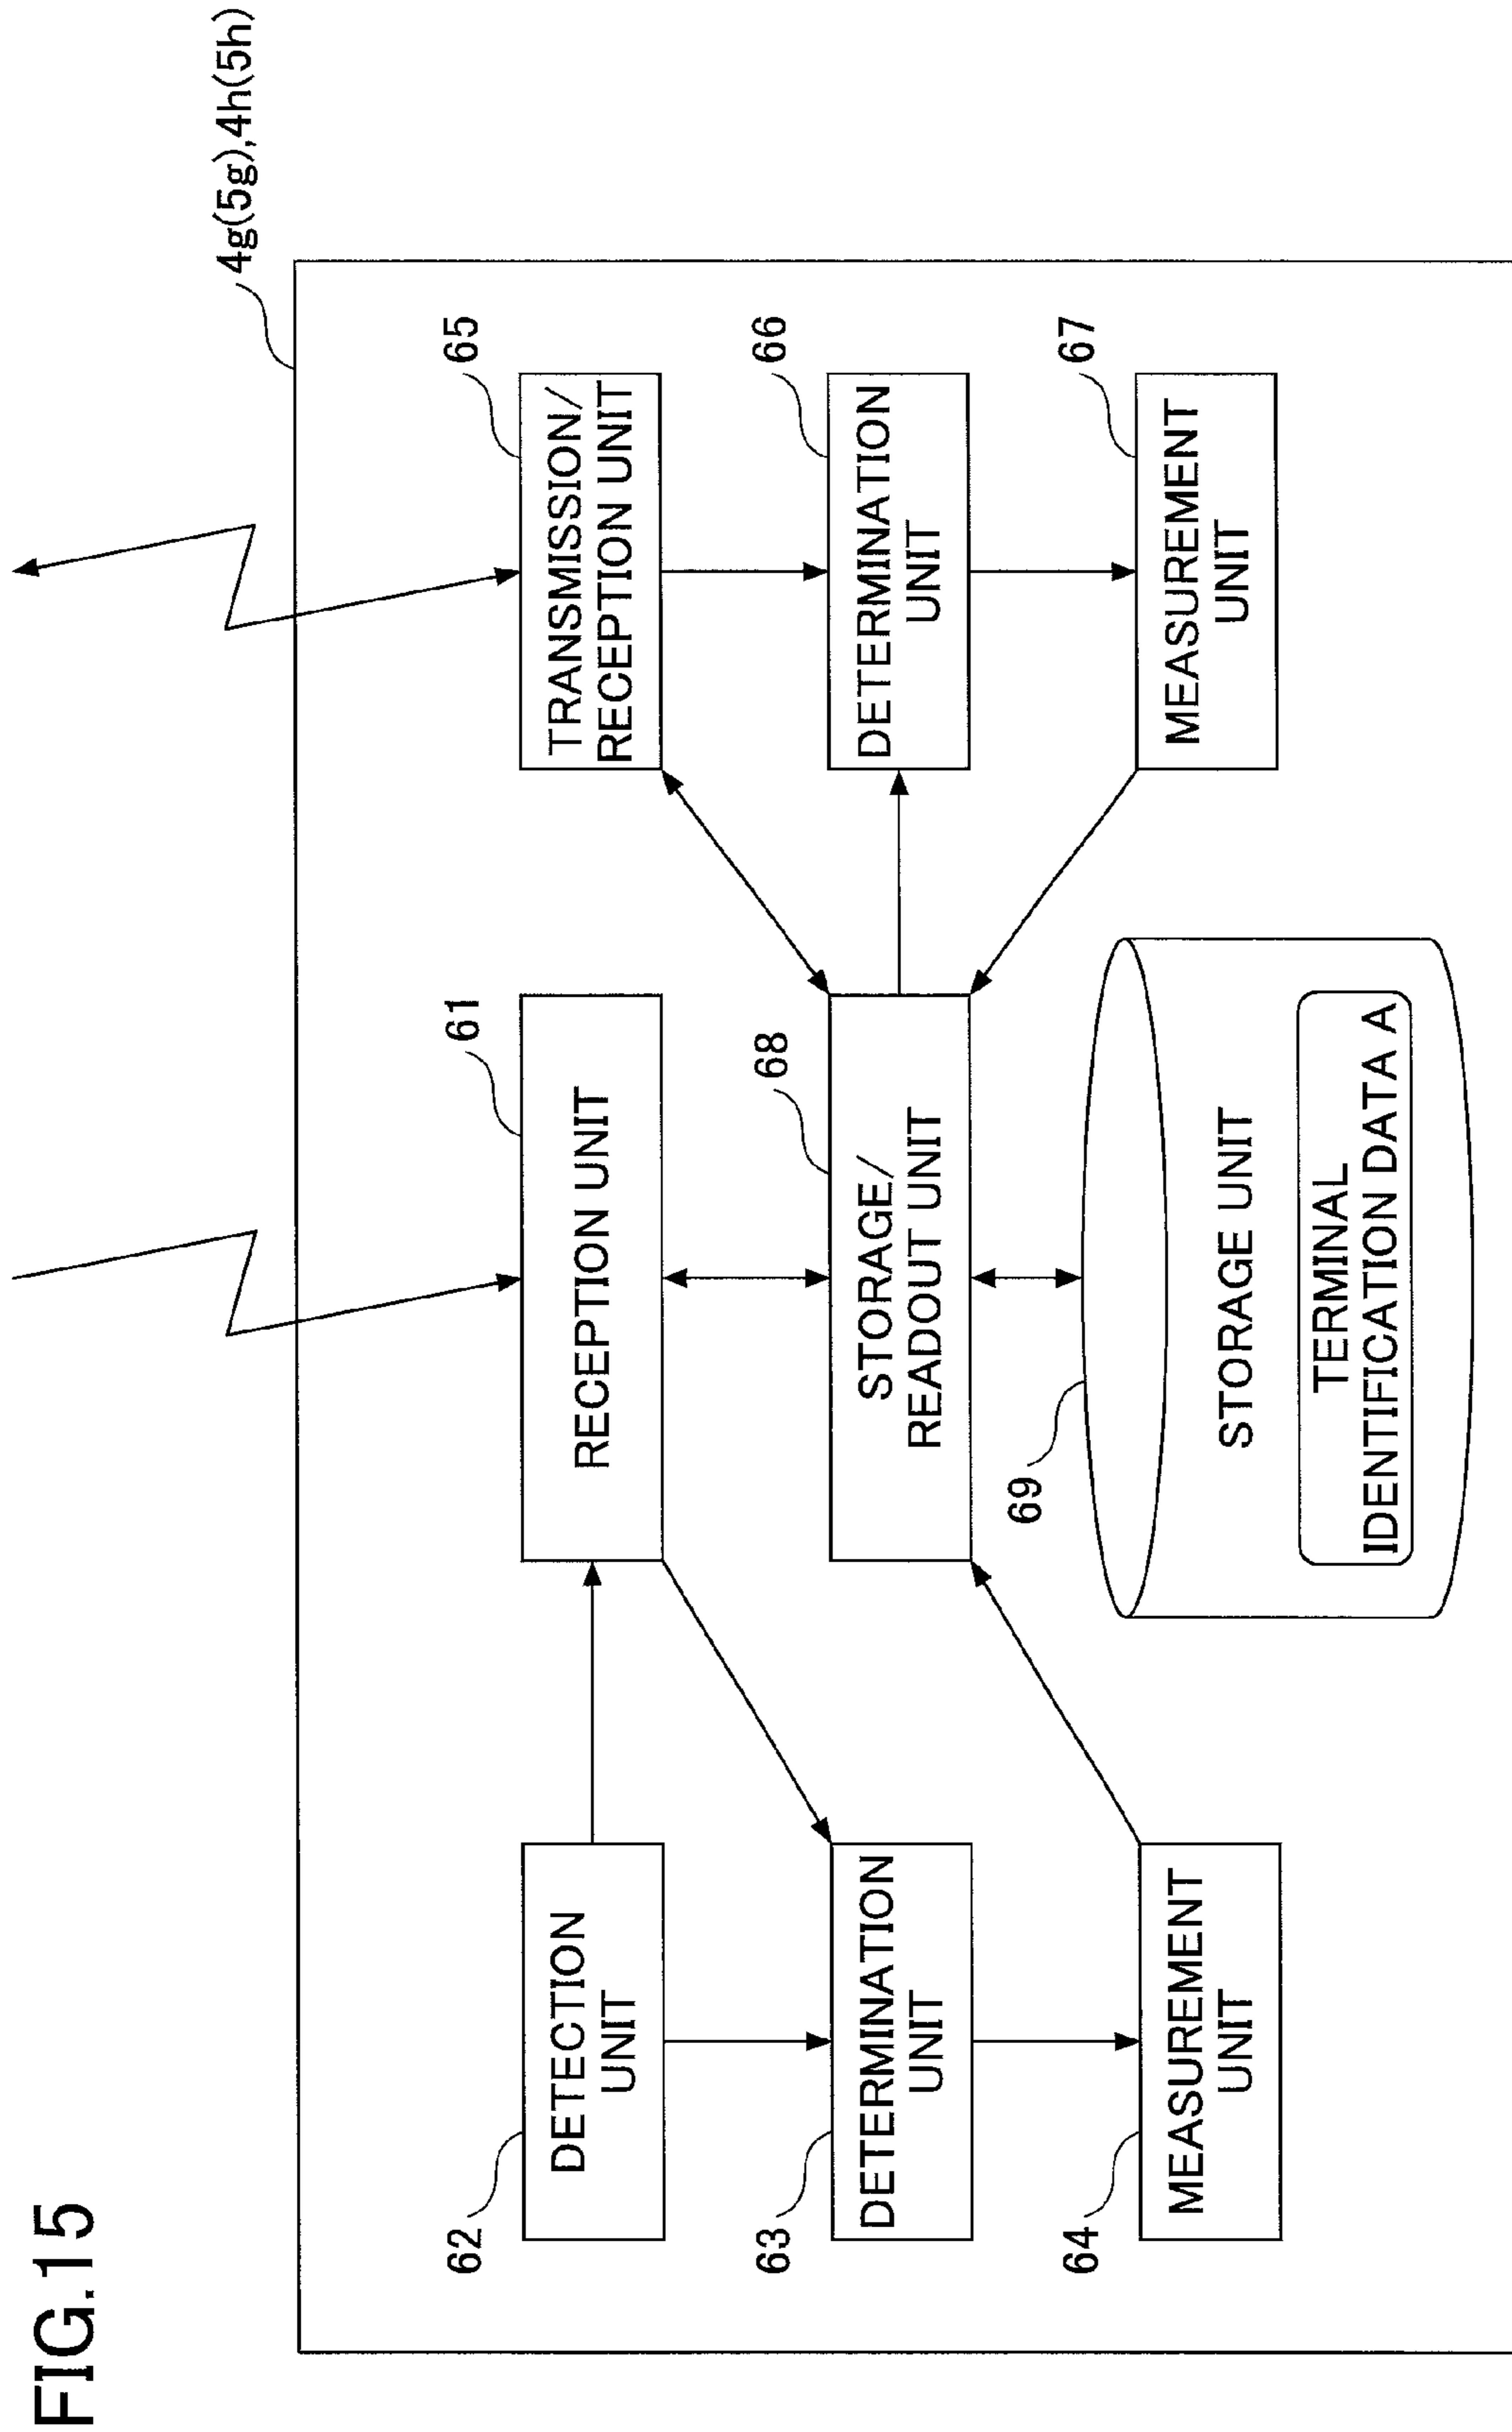 FIG.15
4g(5g),4h(5h)
62
DETECTION
UNIT
61
RECEPTION UNIT
65
TRANSMISSION/
RECEPTION UNIT
63
DETERMINATION
UNIT
68
STORAGE/
READOUT UNIT
66
DETERMINATION
UNIT
64
MEASUREMENT
UNIT
69
STORAGE UNIT
TERMINAL
IDENTIFICATION DATA A
67
MEASUREMENT
UNIT